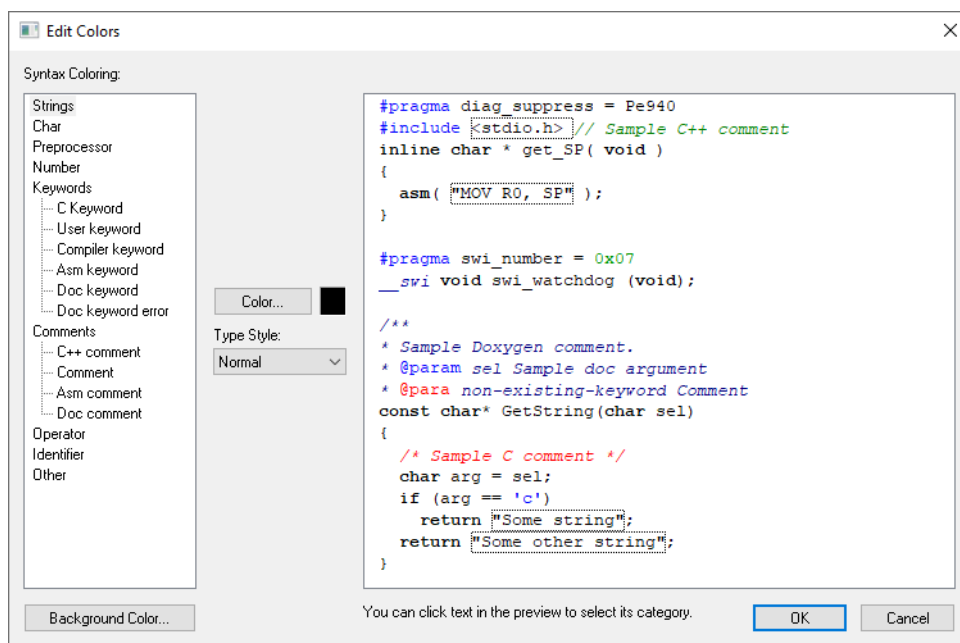 Edit Colors
Syntax Coloring:
Strings
Char
Preprocessor
Number
Keywords
C Keyword
User keyword
Compiler keyword
Asm keyword
Doc keyword
Doc keyword error
Comments
C++ comment
Comment
Asm comment
Doc comment
Operator
Identifier
Other
Background Color...
Color...
Type Style:
Normal
#pragma diag_suppress = Pe940
#include <stdio.h> // Sample C++ comment
inline char * get_SP( void )
{
  asm( "MOV R0, SP" );
}
#pragma swi_number = 0x07
__swi void swi_watchdog (void);
/**
* Sample Doxygen comment.
* @param sel Sample doc argument
* @para non-existing-keyword Comment
const char* GetString(char sel)
{
  /* Sample C comment */
  char arg = sel;
  if (arg == 'c')
    return "Some string";
  return "Some other string";
}
You can click text in the preview to select its category.
OK
Cancel